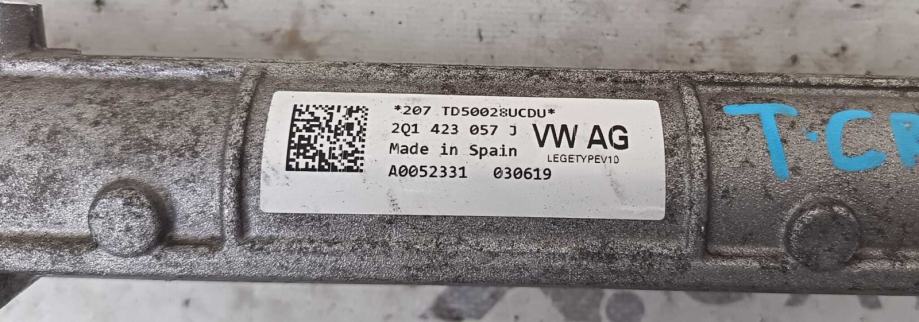 *207 TD50028UCDU*
2Q1 423 057 J
VW AG
Made in Spain
LEGETYPEV10
A0052331 030619